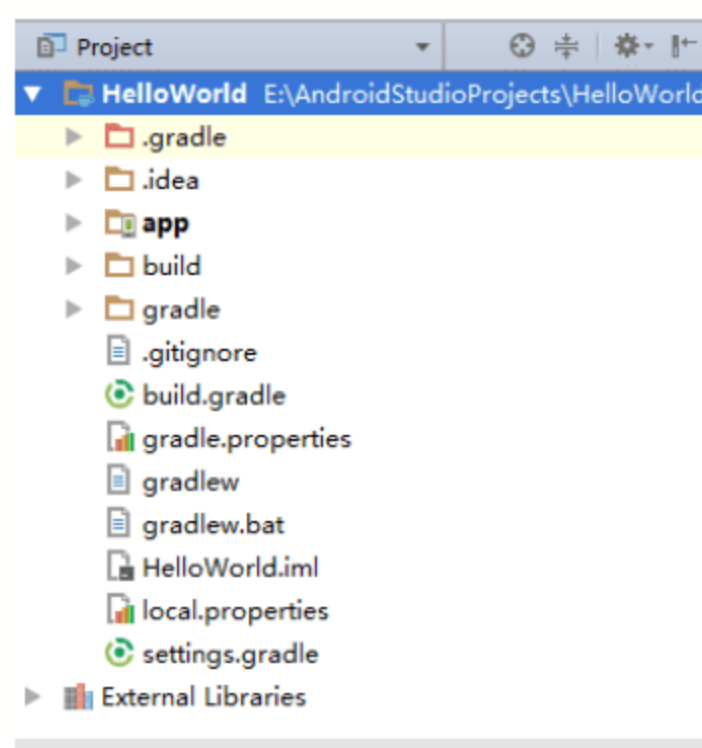 Project
HelloWorld E:\AndroidStudioProjects\HelloWorld
.gradle
.idea
app
build
gradle
.gitignore
build.gradle
gradle.properties
gradlew
gradlew.bat
HelloWorld.iml
local.properties
settings.gradle
External Libraries